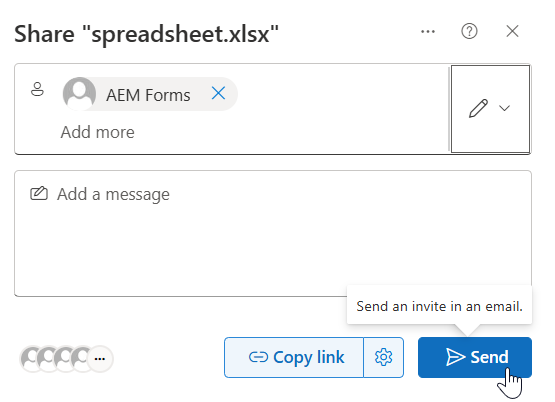 Share "spreadsheet.xlsx"
AEM Forms
Add more
Add a message
Send an invite in an email.
Copy link
Send